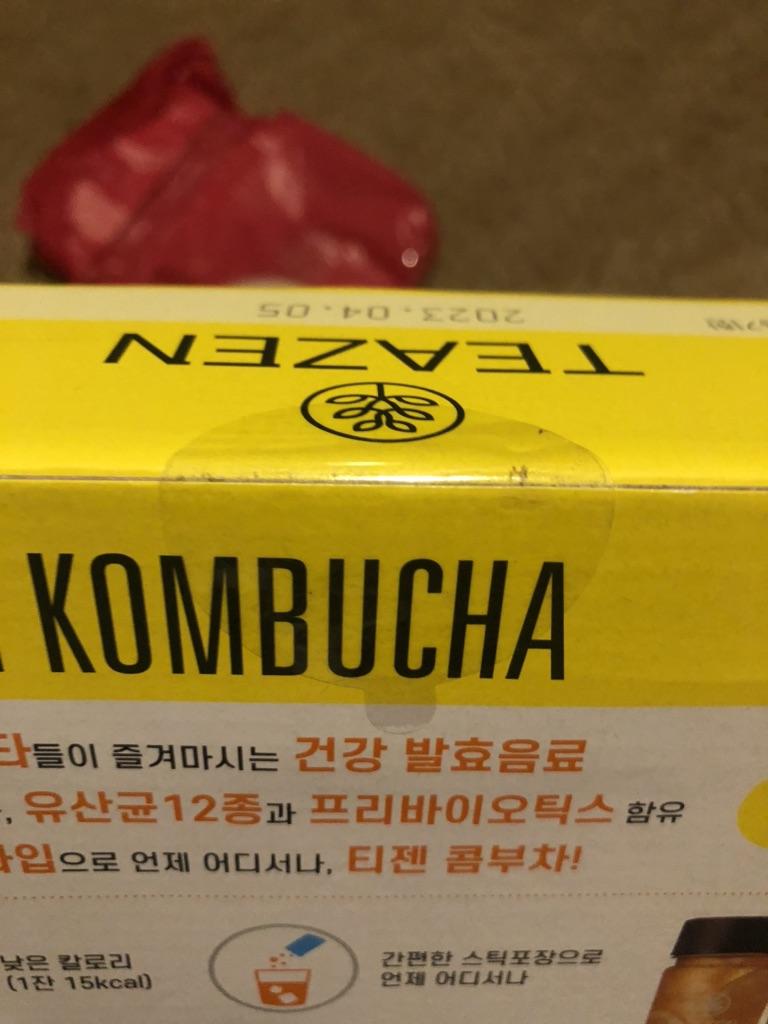 2023.04.05
TEAZEN
KOMBUCHA
들이 즐겨마시는 건강 발효음료
유산균12종과 프리바이오틱스 함유
으로 언제 어디서나, 티젠 콤부차!
낮은 칼로리
(1잔 15kcal)
간편한 스틱포장으로
언제 어디서나